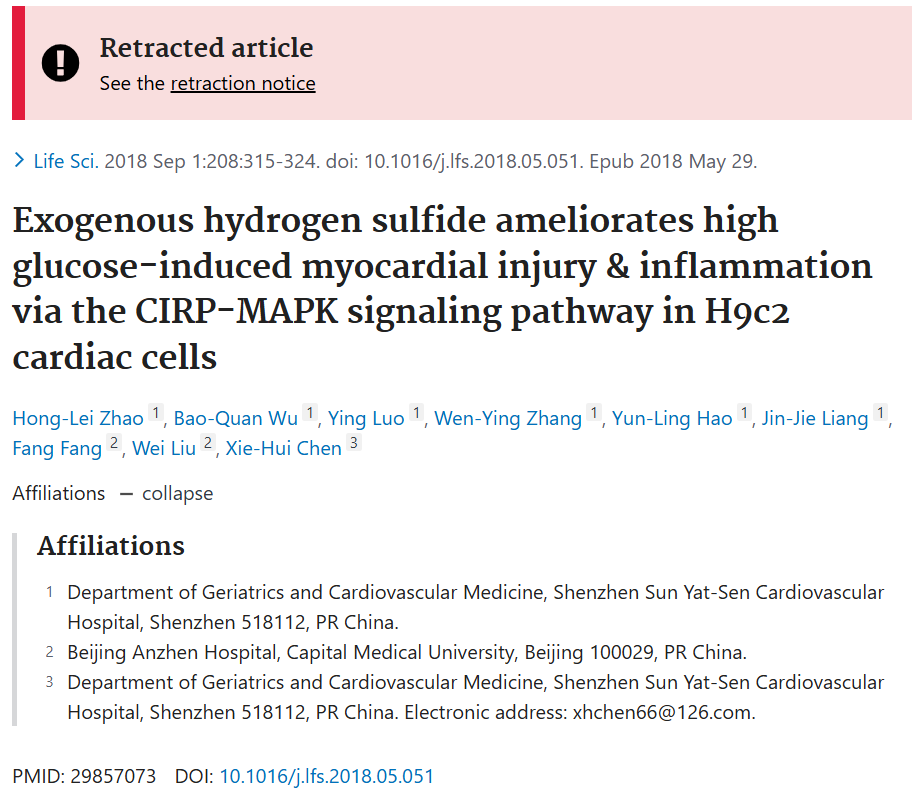 Retracted article
See the retraction notice
Life Sci. 2018 Sep 1:208:315-324. doi: 10.1016/j.lfs.2018.05.051. Epub 2018 May 29.
Exogenous hydrogen sulfide ameliorates high
glucose-induced myocardial injury & inflammation
via the CIRP-MAPK signaling pathway in H9c2
cardiac cells
Hong-Lei Zhao 1, Bao-Quan Wu 1, Ying Luo 1, Wen-Ying Zhang 1, Yun-Ling Hao 1, Jin-Jie Liang 1,
Fang Fang 2, Wei Liu 2, Xie-Hui Chen 3
Affiliations − collapse
Affiliations
1 Department of Geriatrics and Cardiovascular Medicine, Shenzhen Sun Yat-Sen Cardiovascular
Hospital, Shenzhen 518112, PR China.
2 Beijing Anzhen Hospital, Capital Medical University, Beijing 100029, PR China.
3 Department of Geriatrics and Cardiovascular Medicine, Shenzhen Sun Yat-Sen Cardiovascular
Hospital, Shenzhen 518112, PR China. Electronic address: xhchen66@126.com.
PMID: 29857073 DOI: 10.1016/j.lfs.2018.05.051